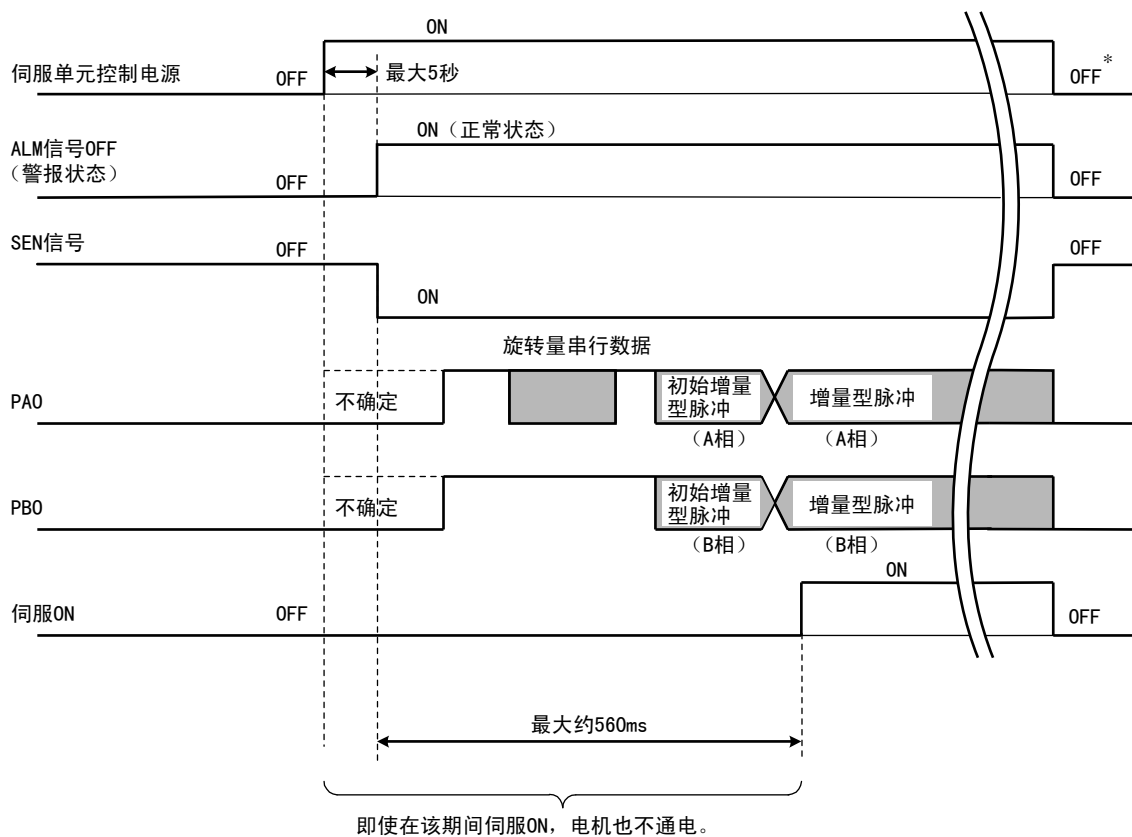 ON
伺服单元控制电源
OFF
最大5秒
OFF*
ON（正常状态）
ALM信号OFF
（警报状态）
OFF
OFF
SEN信号
OFF
OFF
ON
旋转量串行数据
PAO
不确定
初始增量
型脉冲
增量型脉冲
（A相）
（A相）
PBO
不确定
初始增量
型脉冲
增量型脉冲
（B相）
（B相）
ON
伺服ON
OFF
OFF
最大约560ms
即使在该期间伺服ON，电机也不通电。